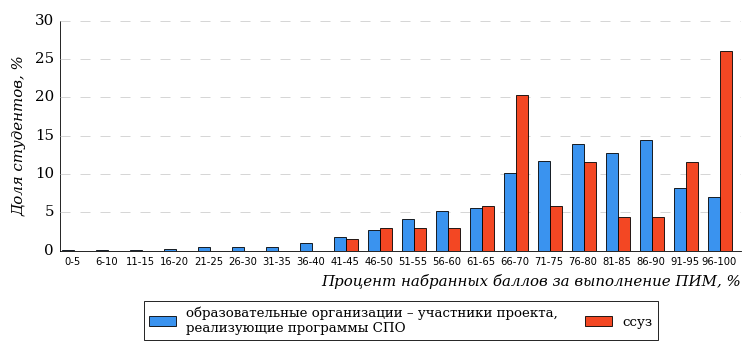 Доля студентов, %
30
25
20
15
10
5
0
0-5 6-10 11-15 16-20 21-25 26-30 31-35 36-40 41-45 46-50 51-55 56-60 61-65 66-70 71-75 76-80 81-85 86-90 91-95 96-100
Процент набранных баллов за выполнение ПИМ, %
образовательные организации – участники проекта,
реализующие программы СПО
ссуз